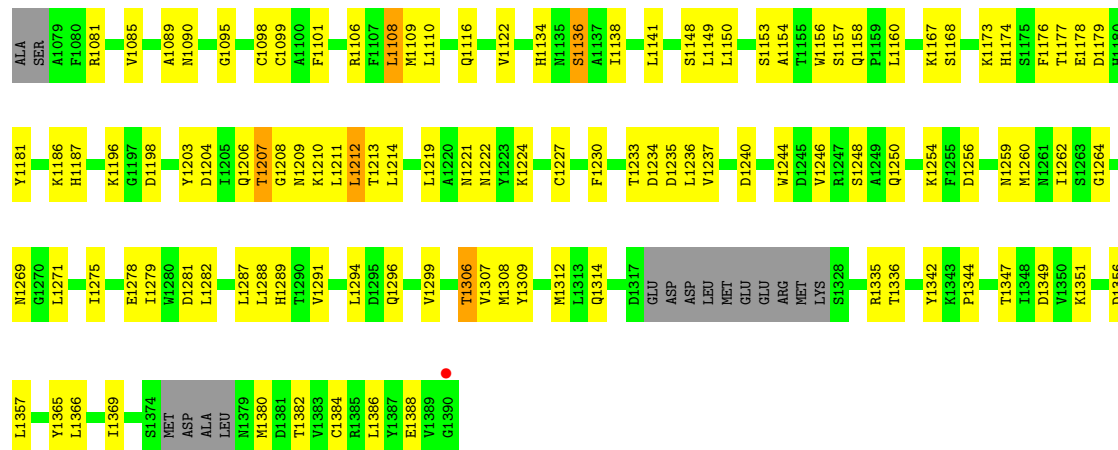 ALA SER A1079 F1080 R1081 V1085 A1089 N1090 G1095 C1098 C1099 A1100 F1101 R1106 F1107 L1108 M1109 L1110 Q1116 V1122 H1134 N1135 S1136 A1137 I1138 L1141 S1148 L1149 L1150 S1153 A1154 T1155 W1156 S1157 Q1158 P1159 L1160 K1167 S1168 K1173 H1174 S1175 F1176 T1177 E1178 D1179 H1180
Y1181 K1186 H1187 K1196 G1197 D1198 Y1203 D1204 I1205 Q1206 T1207 G1208 N1209 K1210 L1211 L1212 T1213 L1214 L1219 A1220 N1221 N1222 Y1223 K1224 C1227 F1230 T1233 D1234 D1235 L1236 V1237 D1240 W1244 D1245 V1246 R1247 S1248 A1249 Q1250 K1254 F1255 D1256 N1259 M1260 N1261 I1262 S1263 G1264
N1269 G1270 L1271 I1275 E1278 I1279 W1280 D1281 L1282 L1287 L1288 H1289 T1290 V1291 L1294 D1295 Q1296 V1299 T1306 V1307 M1308 Y1309 M1312 L1313 Q1314 D1317 GLU ASP ASP LEU MET GLU GLU ARG MET LYS S1328 R1335 T1336 Y1342 K1343 P1344 T1347 I1348 D1349 V1350 K1351 D1356
L1357 Y1365 L1366 I1369 S1374 MET ASP ALA LEU N1379 M1380 D1381 T1382 V1383 C1384 R1385 L1386 Y1387 E1388 V1389 G1390